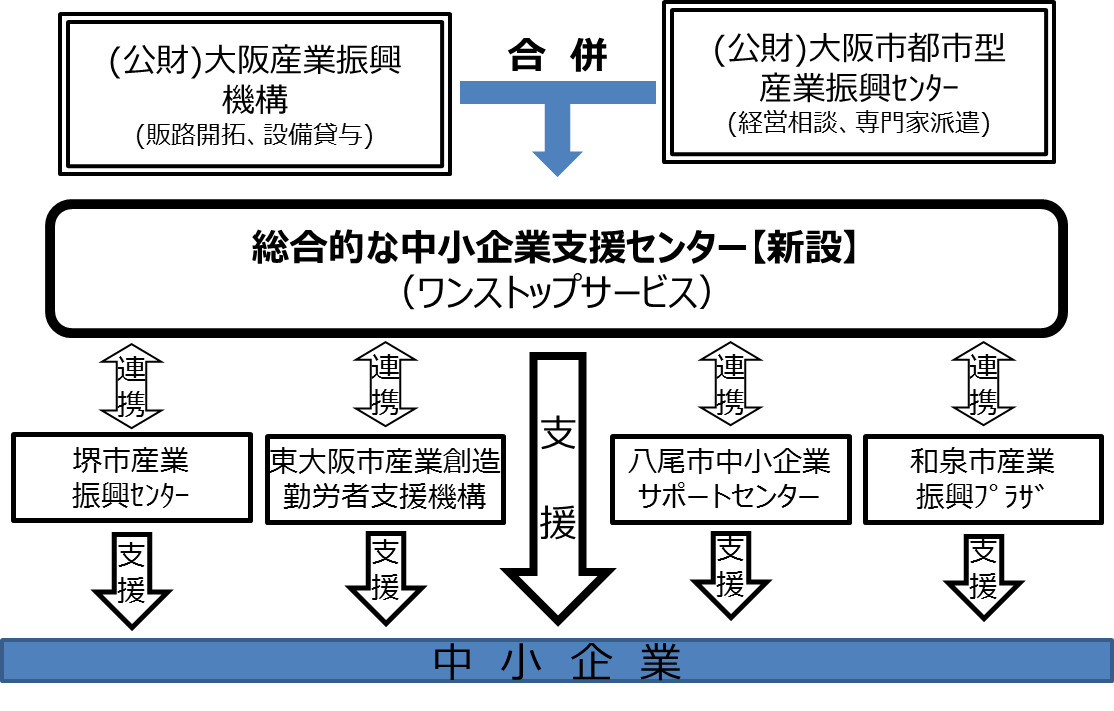 (公財)大阪産業振興
機構
(販路開拓、設備貸与)
合 併
(公財)大阪市都市型
産業振興ｾﾝﾀｰ
(経営相談、専門家派遣)
総合的な中小企業支援センター【新設】
（ワンストップサービス）
連
携
連
携
連
携
連
携
支
援
堺市産業
振興ｾﾝﾀｰ
東大阪市産業創造
勤労者支援機構
八尾市中小企業
サポートセンター
和泉市産業
振興ﾌﾟﾗｻﾞ
支
援
支
援
支
援
支
援
中 小 企 業